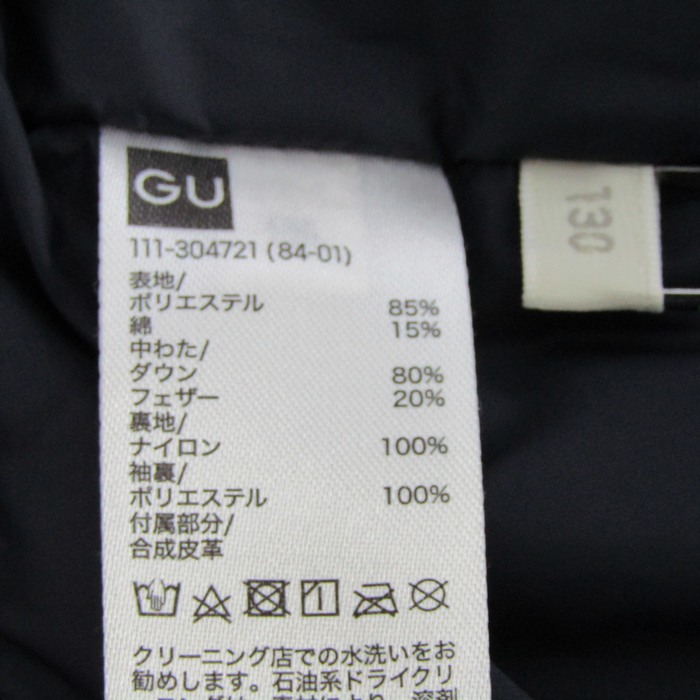 GU
111-304721 (84-01)
表地/
ポリエステル 85%
綿 15%
中わた/
ダウン 80%
フェザー 20%
裏地/
ナイロン 100%
袖裏/
ポリエステル 100%
付属部分/
合成皮革
クリーニング店での水洗いをお
勧めします。石油系ドライクリ
130